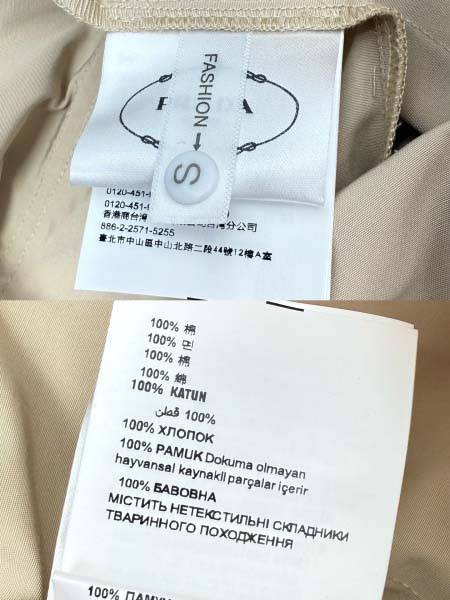 FASHION
S
0120-451-
0120-451-
香港商台灣 灣分公司
886-2-2571-5255
臺北市中山區中山北路二段44號12樓A室
100% 棉
100% 면
100% 棉
100% 綿
100% KATUN
100% قطن
100% ХЛОПОК
100% PAMUK Dokuma olmayan
hayvansal kaynaklı parçalar içerir
100% БАВОВНА
МІСТИТЬ НЕТЕКСТИЛЬНІ СКЛАДНИКИ
ТВАРИННОГО ПОХОДЖЕННЯ